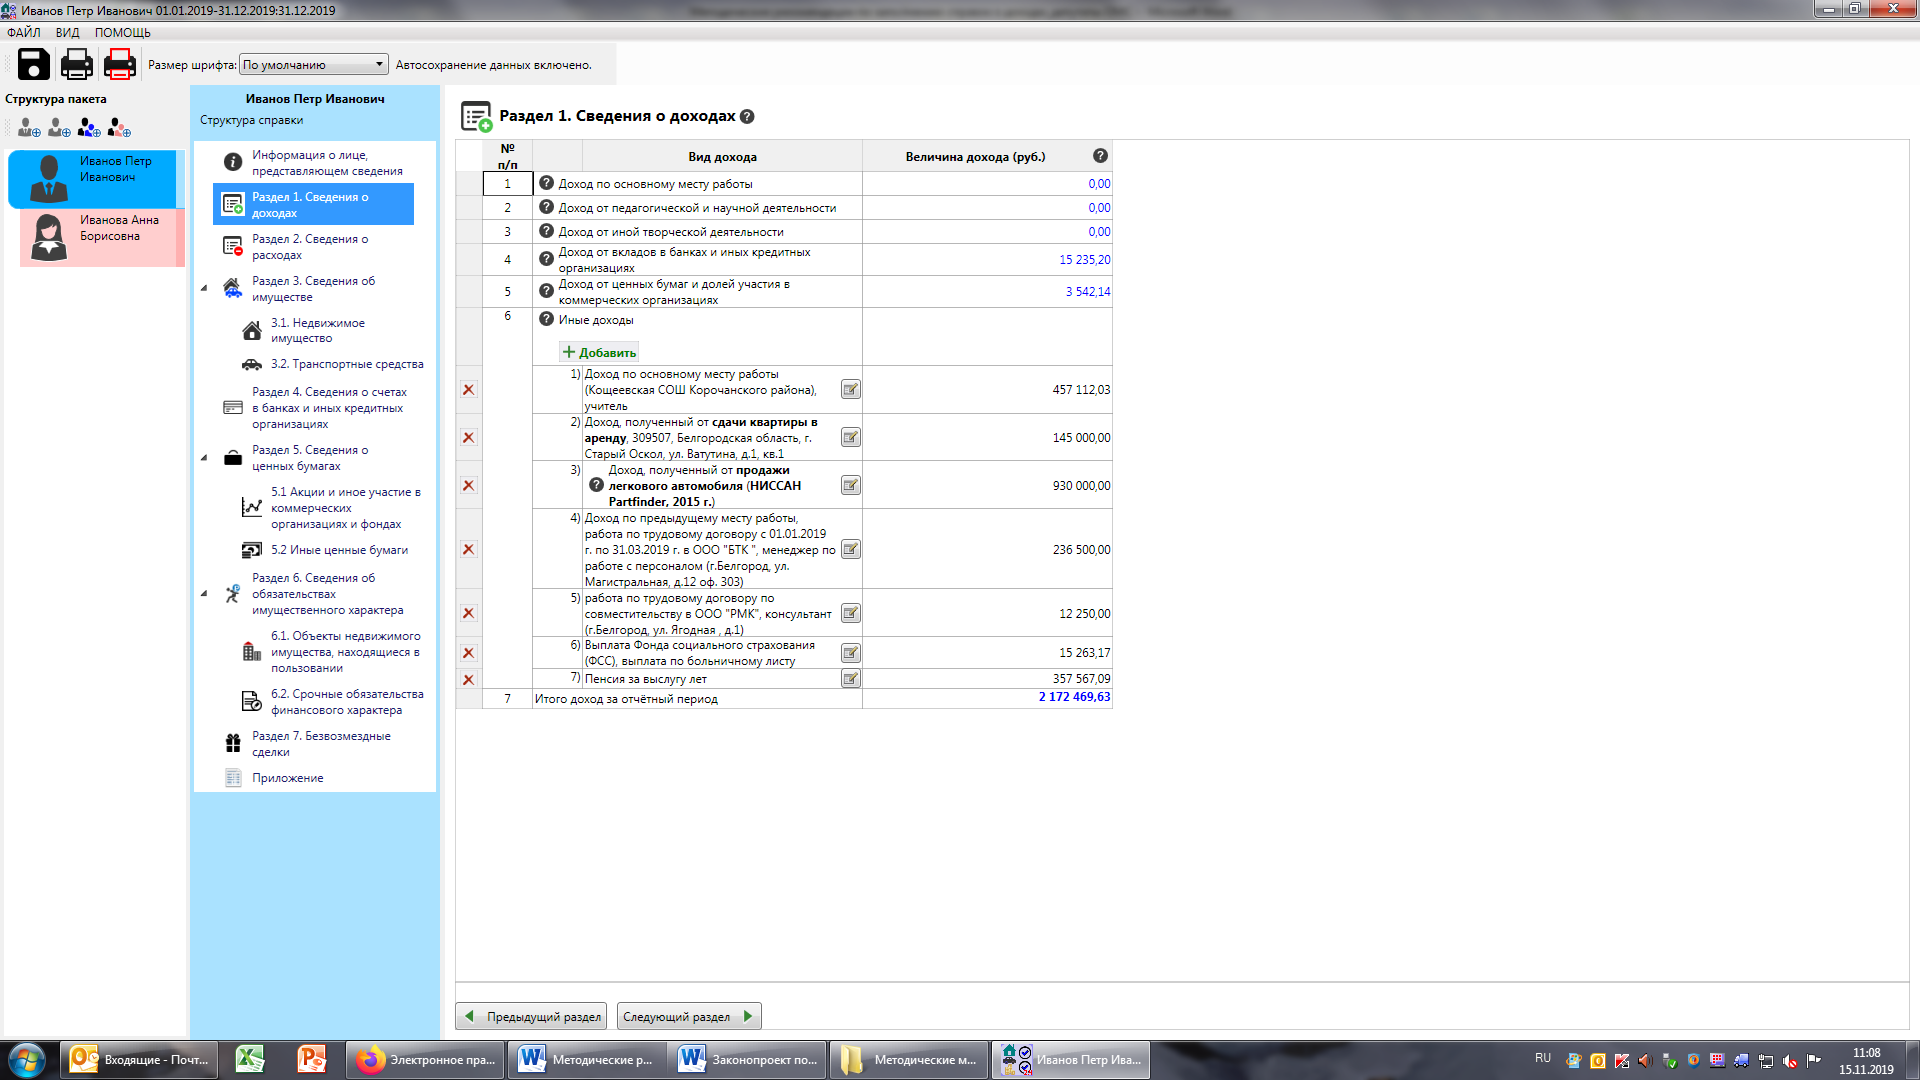 Иванов Петр Иванович 01.01.2019-31.12.2019:31.12.2019
ФАЙЛ ВИД ПОМОЩЬ
Размер шрифта: По умолчанию Автосохранение данных включено.
Структура пакета
Иванов Петр
Иванович
Иванова Анна
Борисовна
Иванов Петр Иванович
Структура справки
Информация о лице,
представляющем сведения
Раздел 1. Сведения о
доходах
Раздел 2. Сведения о
расходах
Раздел 3. Сведения об
имуществе
3.1. Недвижимое
имущество
3.2. Транспортные средства
Раздел 4. Сведения о счетах
в банках и иных кредитных
организациях
Раздел 5. Сведения о
ценных бумагах
5.1 Акции и иное участие в
коммерческих
организациях и фондах
5.2 Иные ценные бумаги
Раздел 6. Сведения об
обязательствах
имущественного характера
6.1. Объекты недвижимого
имущества, находящиеся в
пользовании
6.2. Срочные обязательства
финансового характера
Раздел 7. Безвозмездные
сделки
Приложение
Раздел 1. Сведения о доходах ?
№
п/п
Вид дохода
Величина дохода (руб.) ?
1 ? Доход по основному месту работы 0,00
2 ? Доход от педагогической и научной деятельности 0,00
3 ? Доход от иной творческой деятельности 0,00
4 ? Доход от вкладов в банках и иных кредитных
организациях 15 235,20
5 ? Доход от ценных бумаг и долей участия в
коммерческих организациях 3 542,14
6 ? Иные доходы
+ Добавить
1) Доход по основному месту работы
(Кощеевская СОШ Корочанского района),
учитель 457 112,03
2) Доход, полученный от сдачи квартиры в
аренду, 309507, Белгородская область, г.
Старый Оскол, ул. Ватутина, д.1, кв.1 145 000,00
3) ? Доход, полученный от продажи
легкового автомобиля (НИССАН
Partfinder, 2015 г.) 930 000,00
4) Доход по предыдущему месту работы,
работа по трудовому договору с 01.01.2019
г. по 31.03.2019 г. в ООО "БТК ", менеджер по
работе с персоналом (г.Белгород, ул.
Магистральная, д.12 оф. 303) 236 500,00
5) работа по трудовому договору по
совместительству в ООО "РМК", консультант
(г.Белгород, ул. Ягодная , д.1) 12 250,00
6) Выплата Фонда социального страхования
(ФСС), выплата по больничному листу 15 263,17
7) Пенсия за выслугу лет 357 567,09
7 Итого доход за отчётный период 2 172 469,63
Предыдущий раздел Следующий раздел
Входящие - Почт... Электронное пра... Методические р... Законопроект по... Методические м... Иванов Петр Ива... RU 11:08
15.11.2019